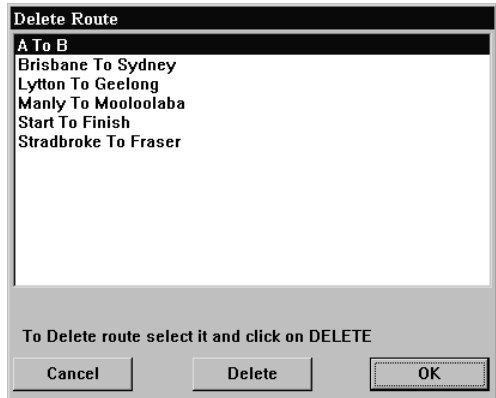 Delete Route
A To B
Brisbane To Sydney
Lytton To Geelong
Manly To Mooloolaba
Start To Finish
Stradbroke To Fraser
To Delete route select it and click on DELETE
Cancel Delete OK